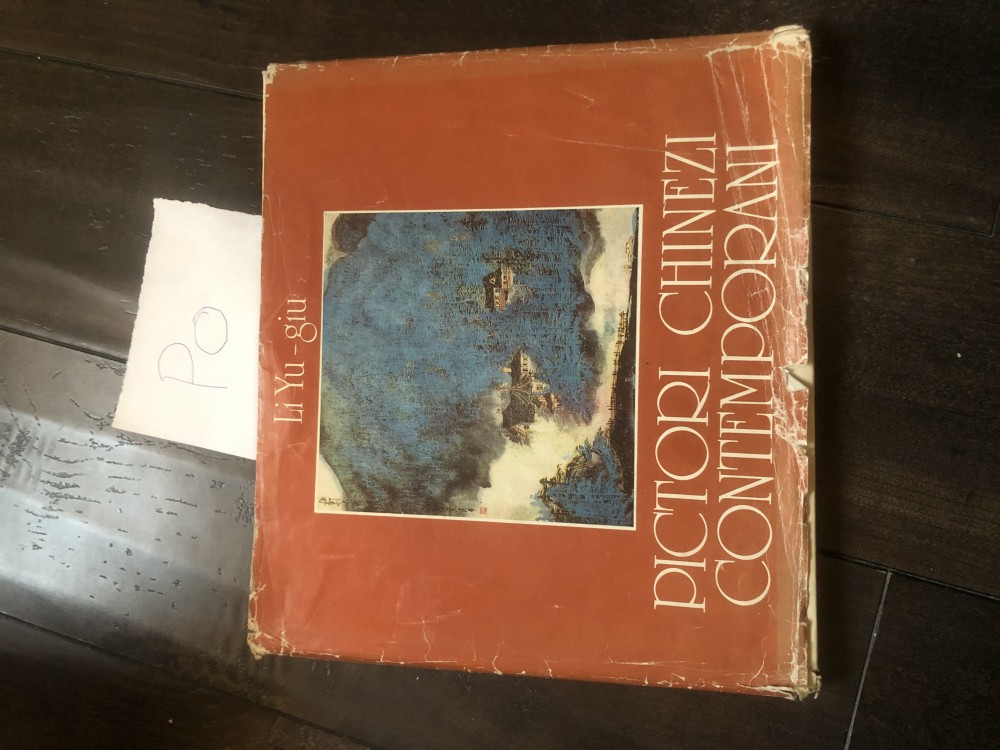 Li Yu-giu
PICTORI CHINEZI
CONTEMPORANI
PO